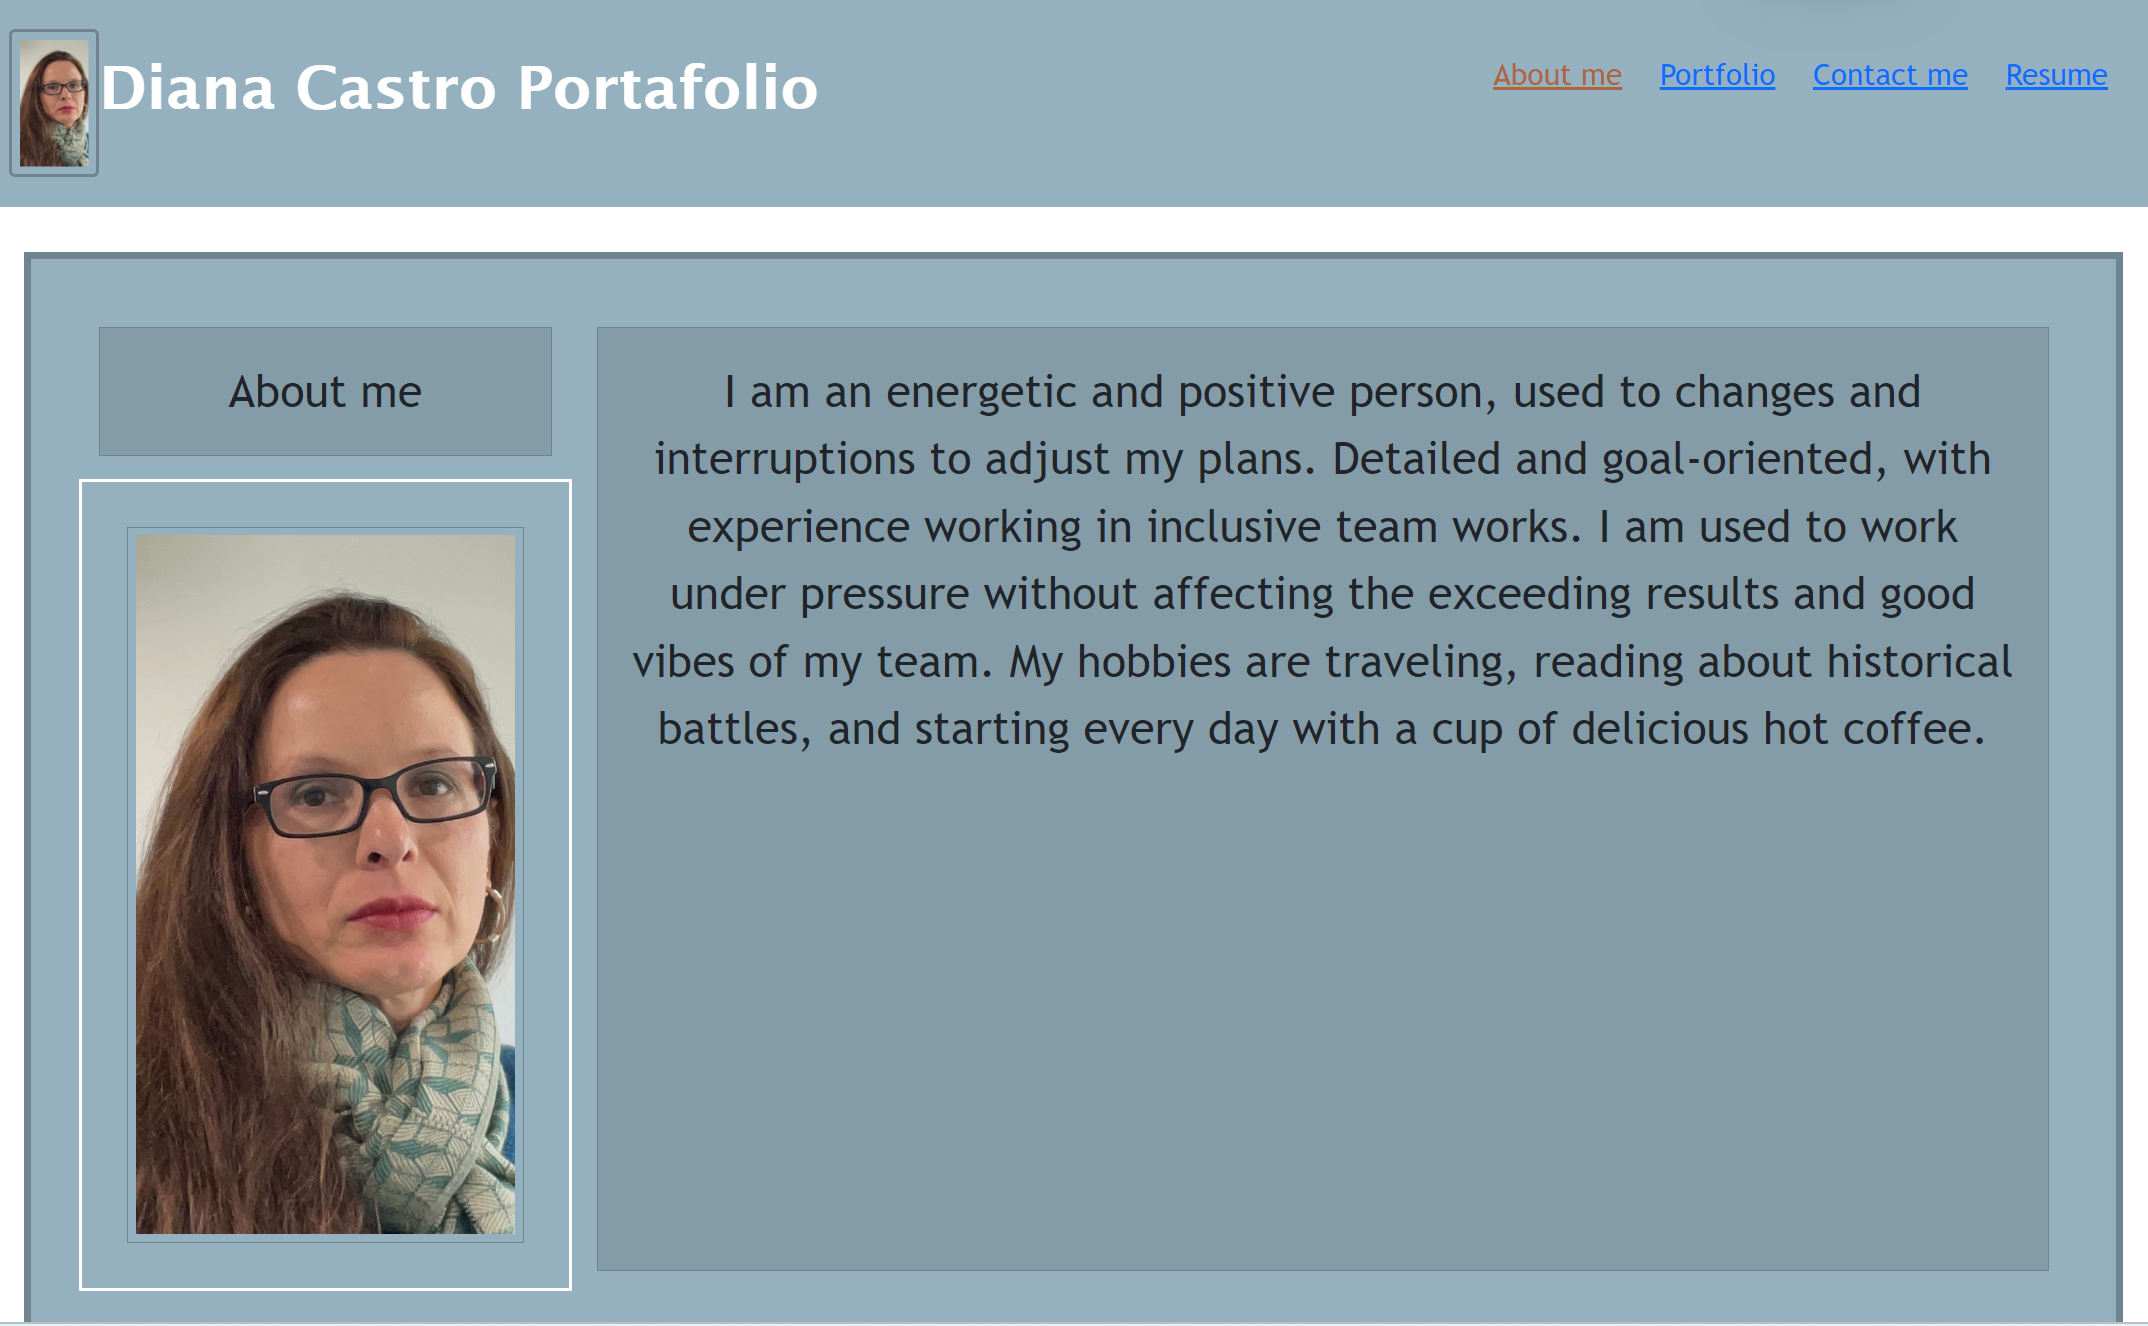 Diana Castro Portafolio
About me
Portfolio
Contact me
Resume
About me
I am an energetic and positive person, used to changes and
interruptions to adjust my plans. Detailed and goal-oriented, with
experience working in inclusive team works. I am used to work
under pressure without affecting the exceeding results and good
vibes of my team. My hobbies are traveling, reading about historical
battles, and starting every day with a cup of delicious hot coffee.